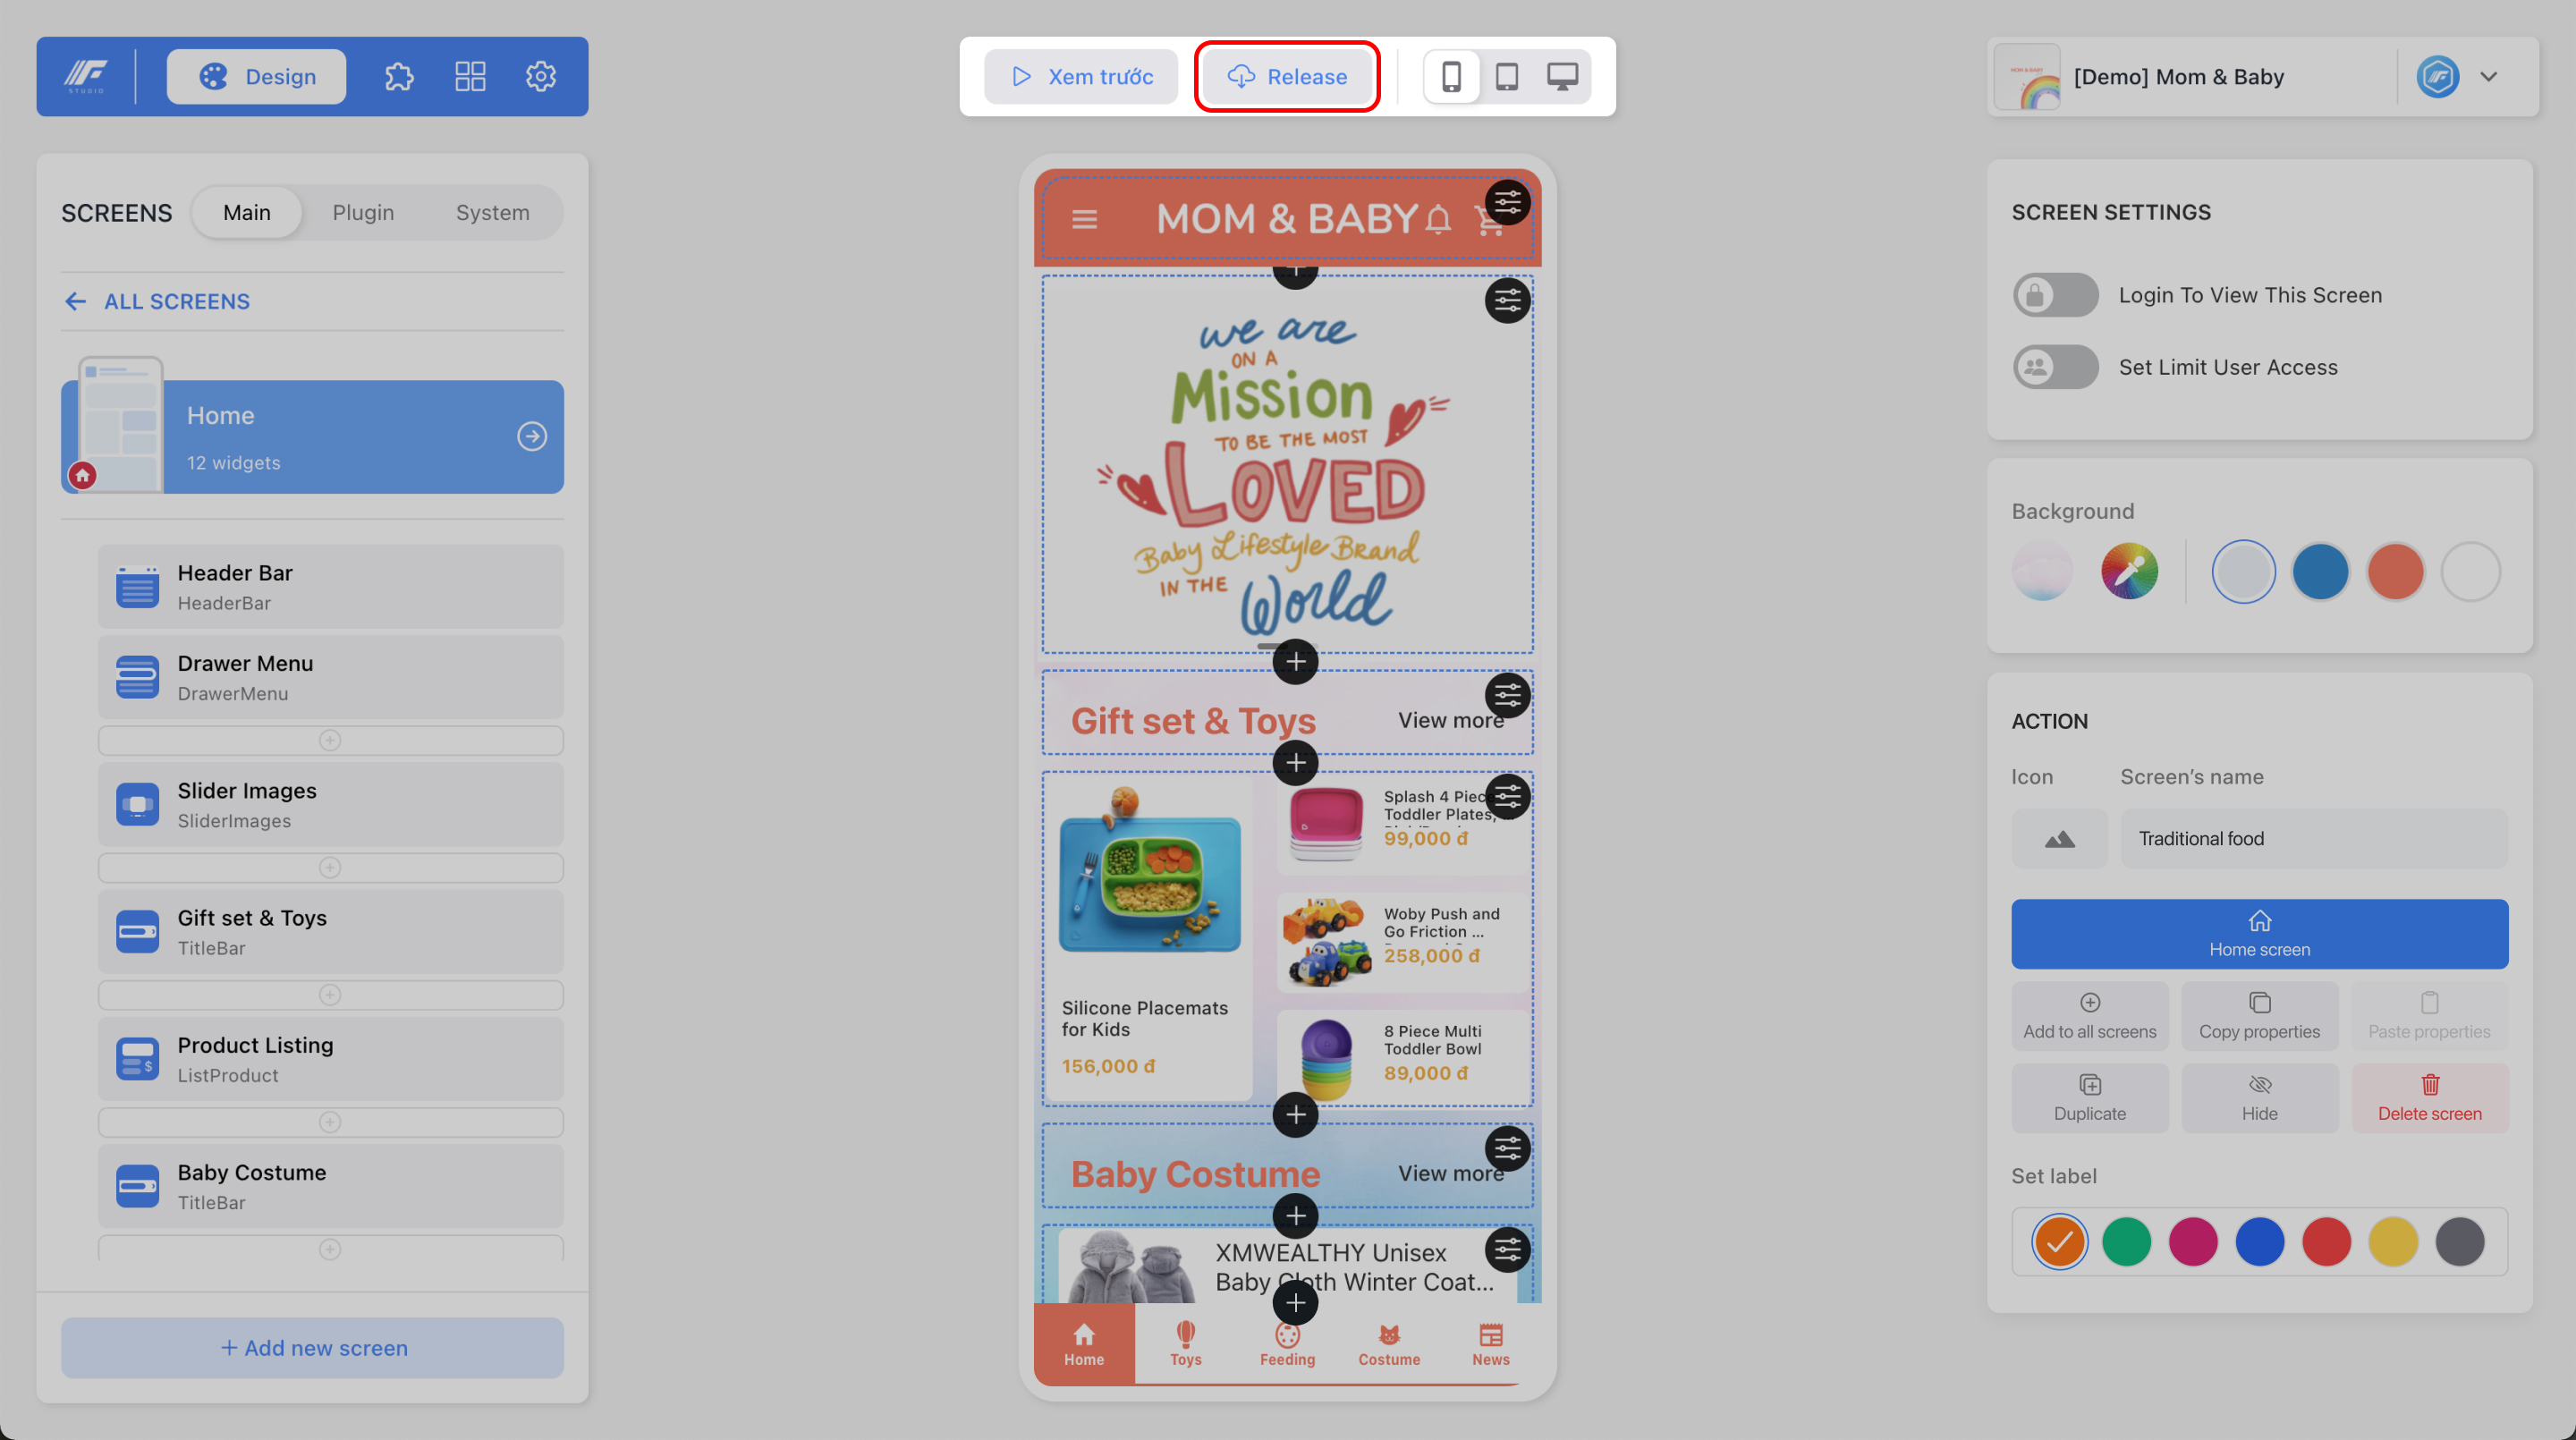 STUDIO
Design
Xem trước
Release
MOM & BABY
[Demo] Mom & Baby
SCREENS
Main
Plugin
System
ALL SCREENS
Home
12 widgets
Header Bar
HeaderBar
Drawer Menu
DrawerMenu
Slider Images
SliderImages
Gift set & Toys
TitleBar
Product Listing
ListProduct
Baby Costume
TitleBar
+ Add new screen
MOM & BABY
we are
ON A
Mission
TO BE THE MOST
LOVED
Baby Lifestyle Brand
IN THE
World
Gift set & Toys
View more
Silicone Placemats
for Kids
156,000 đ
Splash 4 Piec
Toddler Plates, ...
99,000 đ
Woby Push and
Go Friction ...
258,000 đ
8 Piece Multi
Toddler Bowl
89,000 đ
Baby Costume
View more
XMWEALTHY Unisex
Baby Cloth Winter Coat...
Home
Toys
Feeding
Costume
News
SCREEN SETTINGS
Login To View This Screen
Set Limit User Access
Background
ACTION
Icon
Screen's name
Traditional food
Home screen
Add to all screens
Copy properties
Paste properties
Duplicate
Hide
Delete screen
Set label